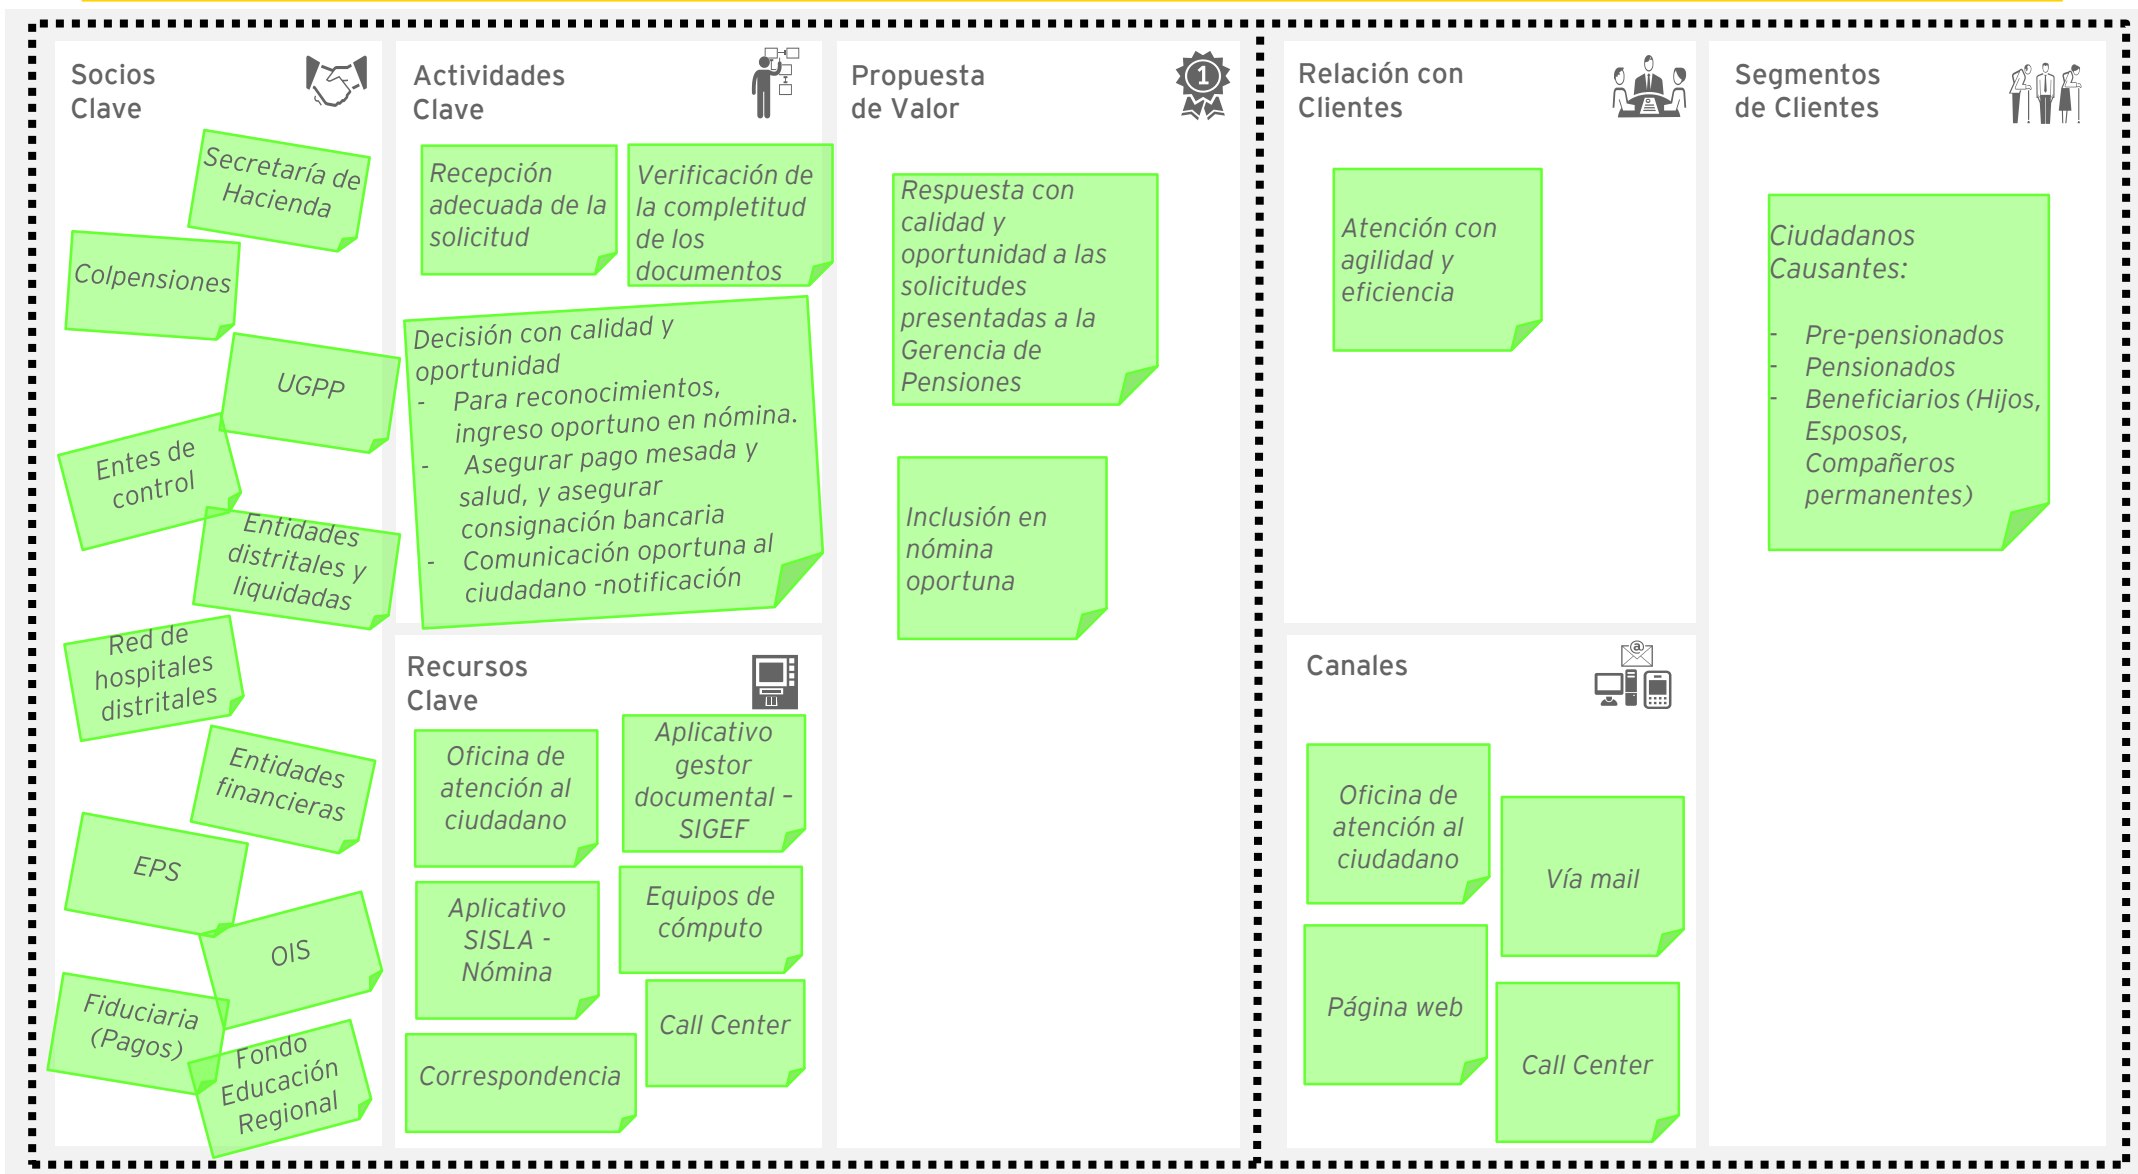 Socios
Clave
Secretaría de
Hacienda
Colpensiones
UGPP
Entes de
control
Entidades
distritales y
liquidadas
Red de
hospitales
distritales
Entidades
financieras
EPS
OIS
Fiduciaria
(Pagos)
Fondo
Educación
Regional
Actividades
Clave
Recepción
adecuada de la
solicitud
Verificación de
la completitud
de los
documentos
Decisión con calidad y
oportunidad
- Para reconocimientos,
ingreso oportuno en nómina.
- Asegurar pago mesada y
salud, y asegurar
consignación bancaria
- Comunicación oportuna al
ciudadano -notificación
Recursos
Clave
Oficina de
atención al
ciudadano
Aplicativo
gestor
documental –
SIGEF
Aplicativo
SISLA -
Nómina
Equipos de
cómputo
Call Center
Correspondencia
Propuesta
de Valor
1
Respuesta con
calidad y
oportunidad a las
solicitudes
presentadas a la
Gerencia de
Pensiones
Inclusión en
nómina
oportuna
Relación con
Clientes
Atención con
agilidad y
eficiencia
Canales
@
Oficina de
atención al
ciudadano
Vía mail
Página web
Call Center
Segmentos
de Clientes
Ciudadanos
Causantes:
- Pre-pensionados
- Pensionados
- Beneficiarios (Hijos,
Esposos,
Compañeros
permanentes)